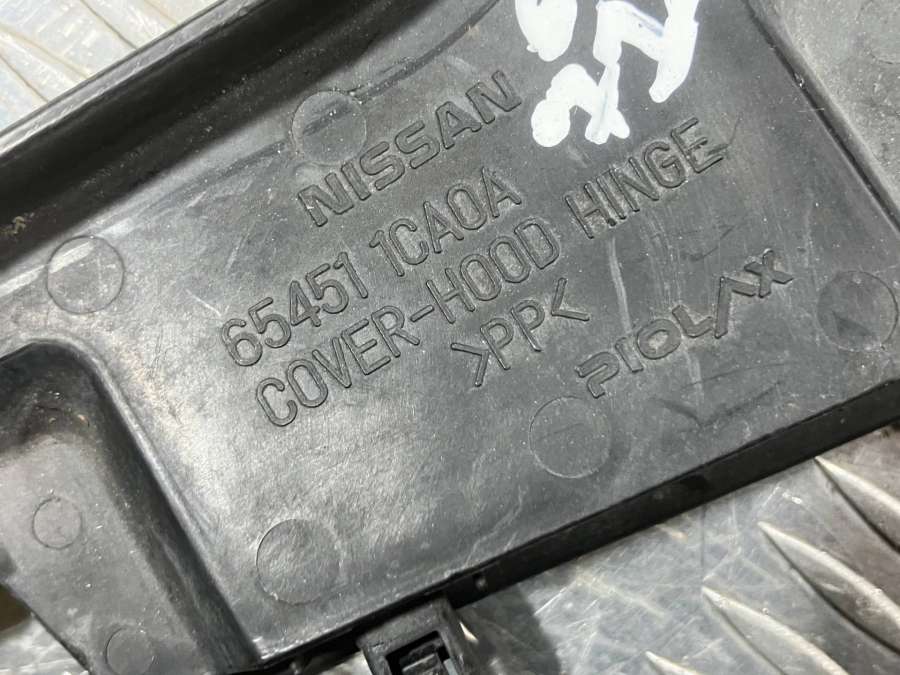 NISSAN
65451 1CA0A
COVER-HOOD HINGE
>PP<
PIOLAX